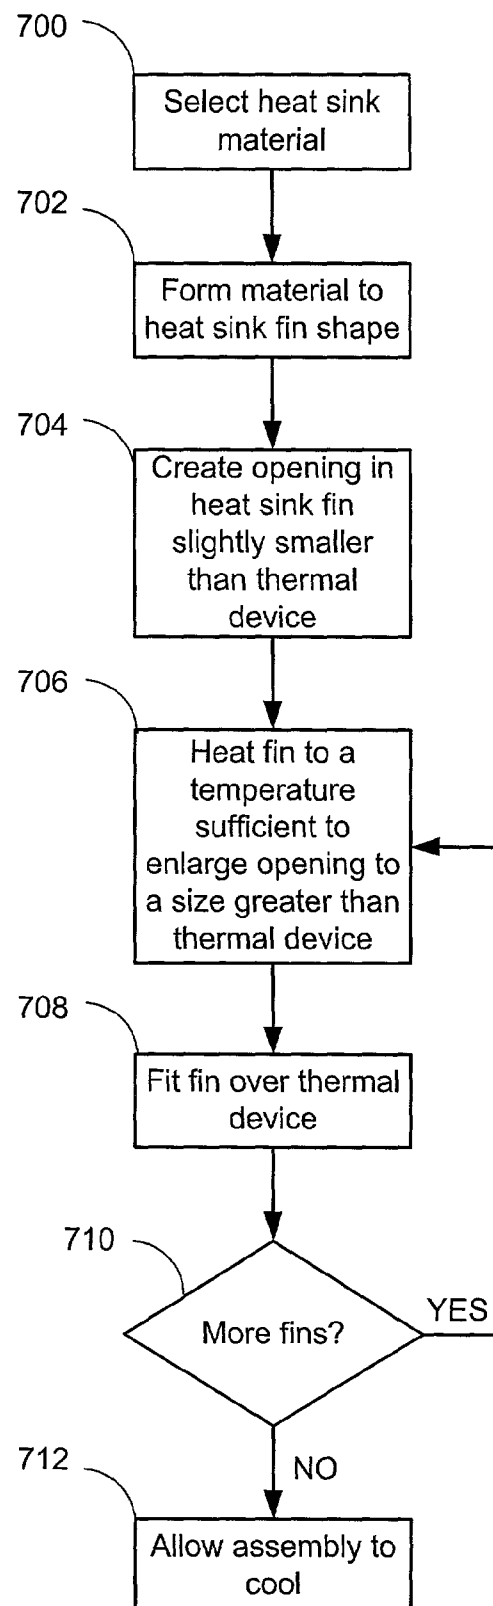 700
Select heat sink
material
702
Form material to
heat sink fin shape
704
Create opening in
heat sink fin
slightly smaller
than thermal
device
706
Heat fin to a
temperature
sufficient to
enlarge opening to
a size greater than
thermal device
708
Fit fin over thermal
device
710
More fins?
YES
NO
712
Allow assembly to
cool